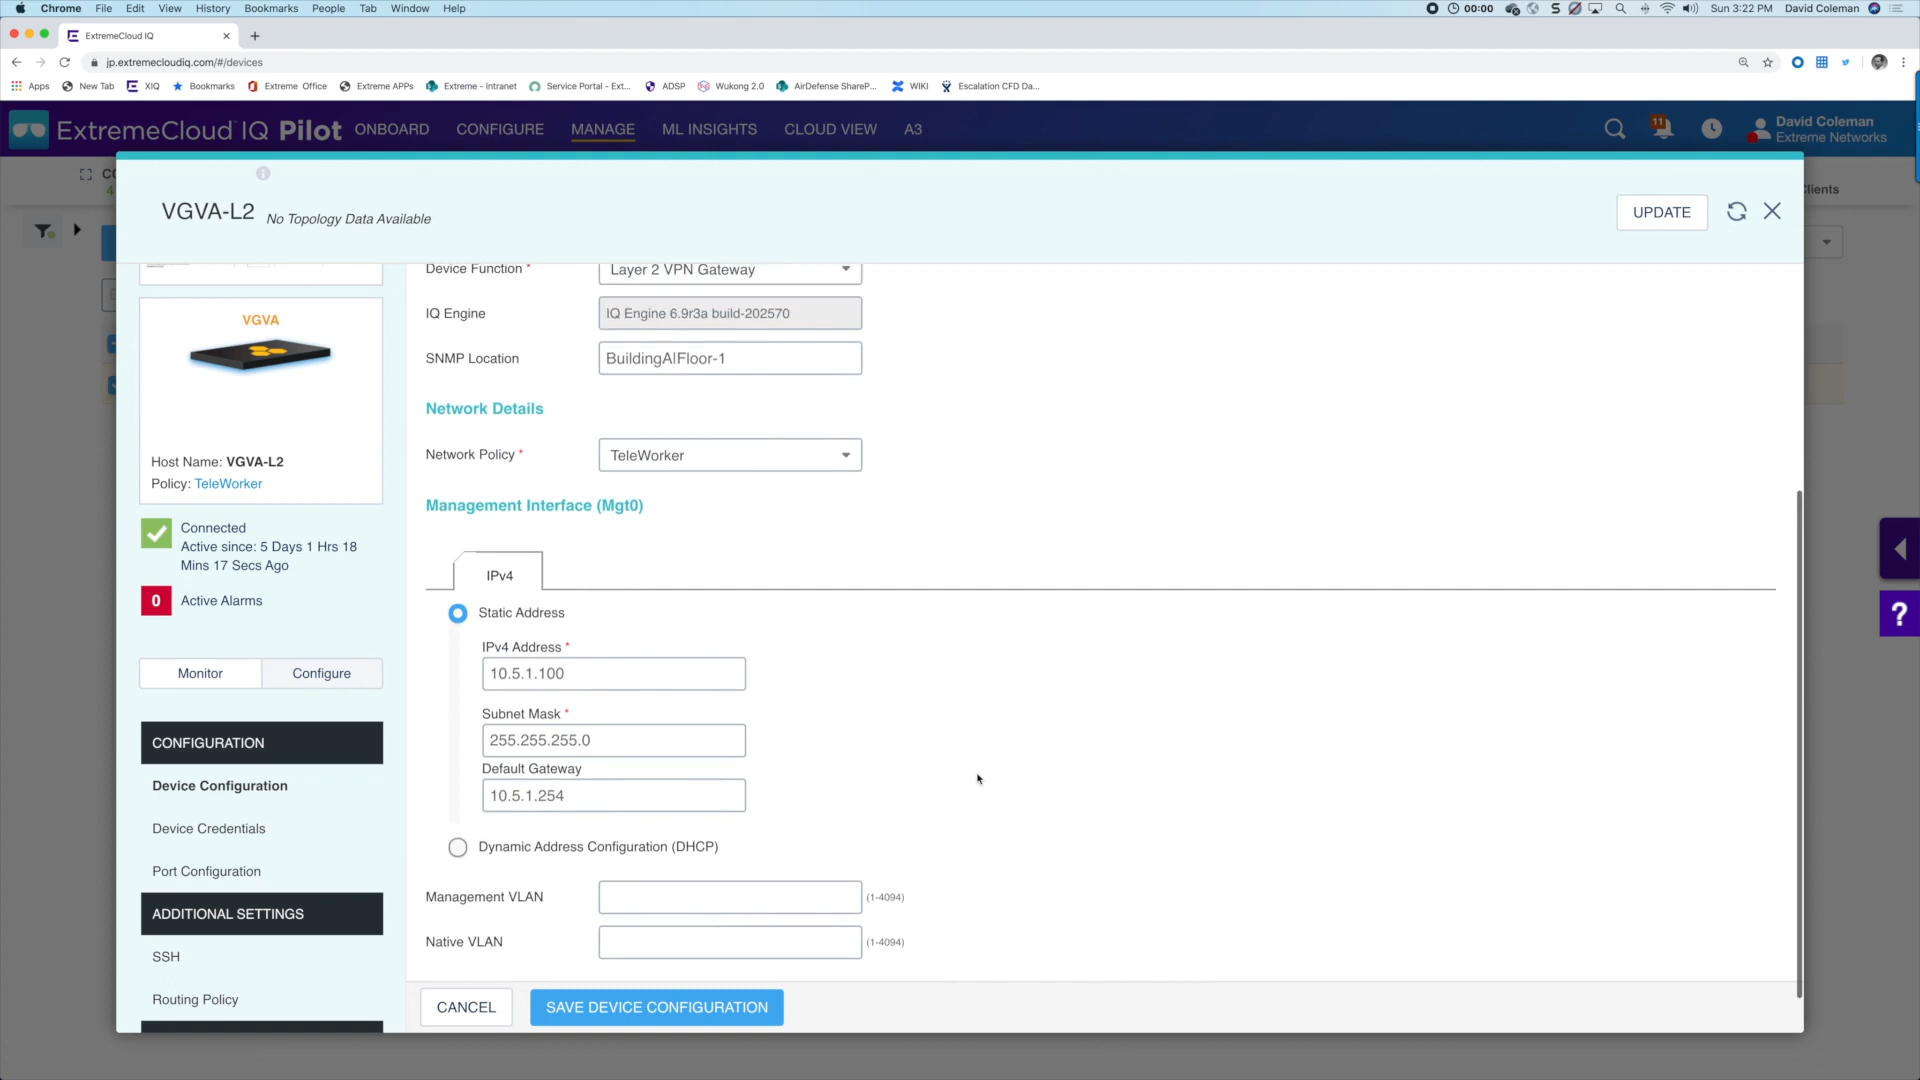 Chrome File Edit View History Bookmarks People Tab Window Help 00:00 Sun 3:22 PM David Coleman
ExtremeCloud IQ
jp.extremecloudiq.com/#/devices
Apps New Tab XIQ Bookmarks Extreme Office Extreme APPs Extreme - Intranet Service Portal - Ext... ADSP Wukong 2.0 AirDefense ShareP... WIKI Escalation CFD Da...
ExtremeCloud IQ Pilot ONBOARD CONFIGURE MANAGE ML INSIGHTS CLOUD VIEW A3 11 David Coleman
Extreme Networks
VGVA-L2 No Topology Data Available UPDATE
Device Function * Layer 2 VPN Gateway
IQ Engine IQ Engine 6.9r3a build-202570
SNMP Location BuildingA|Floor-1
Network Details
Network Policy * TeleWorker
Management Interface (Mgt0)
IPv4
Static Address
IPv4 Address *
10.5.1.100
Subnet Mask *
255.255.255.0
Default Gateway
10.5.1.254
Dynamic Address Configuration (DHCP)
Management VLAN (1-4094)
Native VLAN (1-4094)
CANCEL SAVE DEVICE CONFIGURATION
VGVA
Host Name: VGVA-L2
Policy: TeleWorker
Connected
Active since: 5 Days 1 Hrs 18
Mins 17 Secs Ago
0 Active Alarms
Monitor Configure
CONFIGURATION
Device Configuration
Device Credentials
Port Configuration
ADDITIONAL SETTINGS
SSH
Routing Policy
?